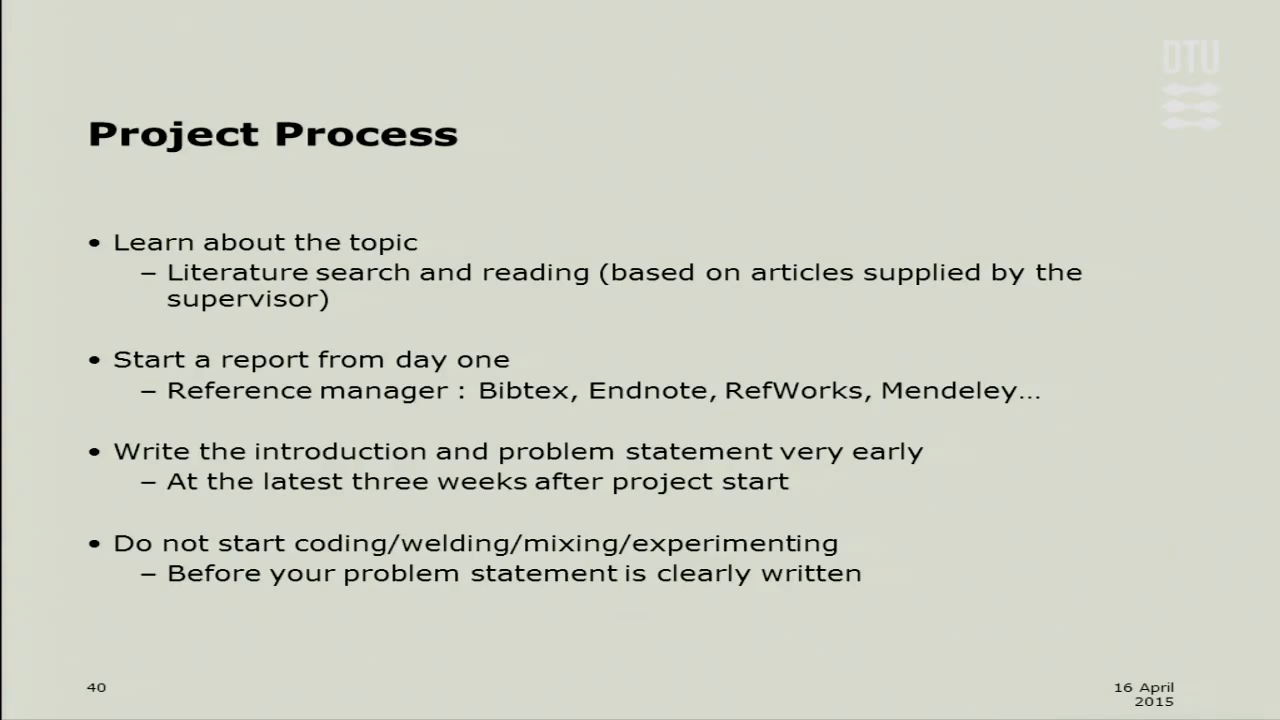 DTU
Project Process
• Learn about the topic
– Literature search and reading (based on articles supplied by the
supervisor)
• Start a report from day one
– Reference manager : Bibtex, Endnote, RefWorks, Mendeley...
• Write the introduction and problem statement very early
– At the latest three weeks after project start
• Do not start coding/welding/mixing/experimenting
– Before your problem statement is clearly written
40
16 April
2015